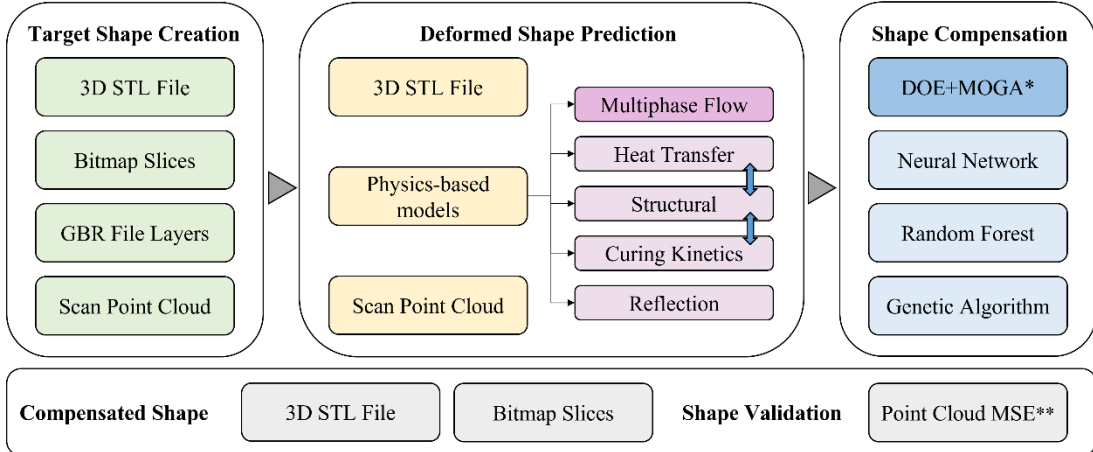 Target Shape Creation
3D STL File
Bitmap Slices
GBR File Layers
Scan Point Cloud
Deformed Shape Prediction
3D STL File
Physics-based
models
Scan Point Cloud
Multiphase Flow
Heat Transfer
Structural
Curing Kinetics
Reflection
Shape Compensation
DOE+MOGA*
Neural Network
Random Forest
Genetic Algorithm
Compensated Shape
3D STL File
Bitmap Slices
Shape Validation
Point Cloud MSE**